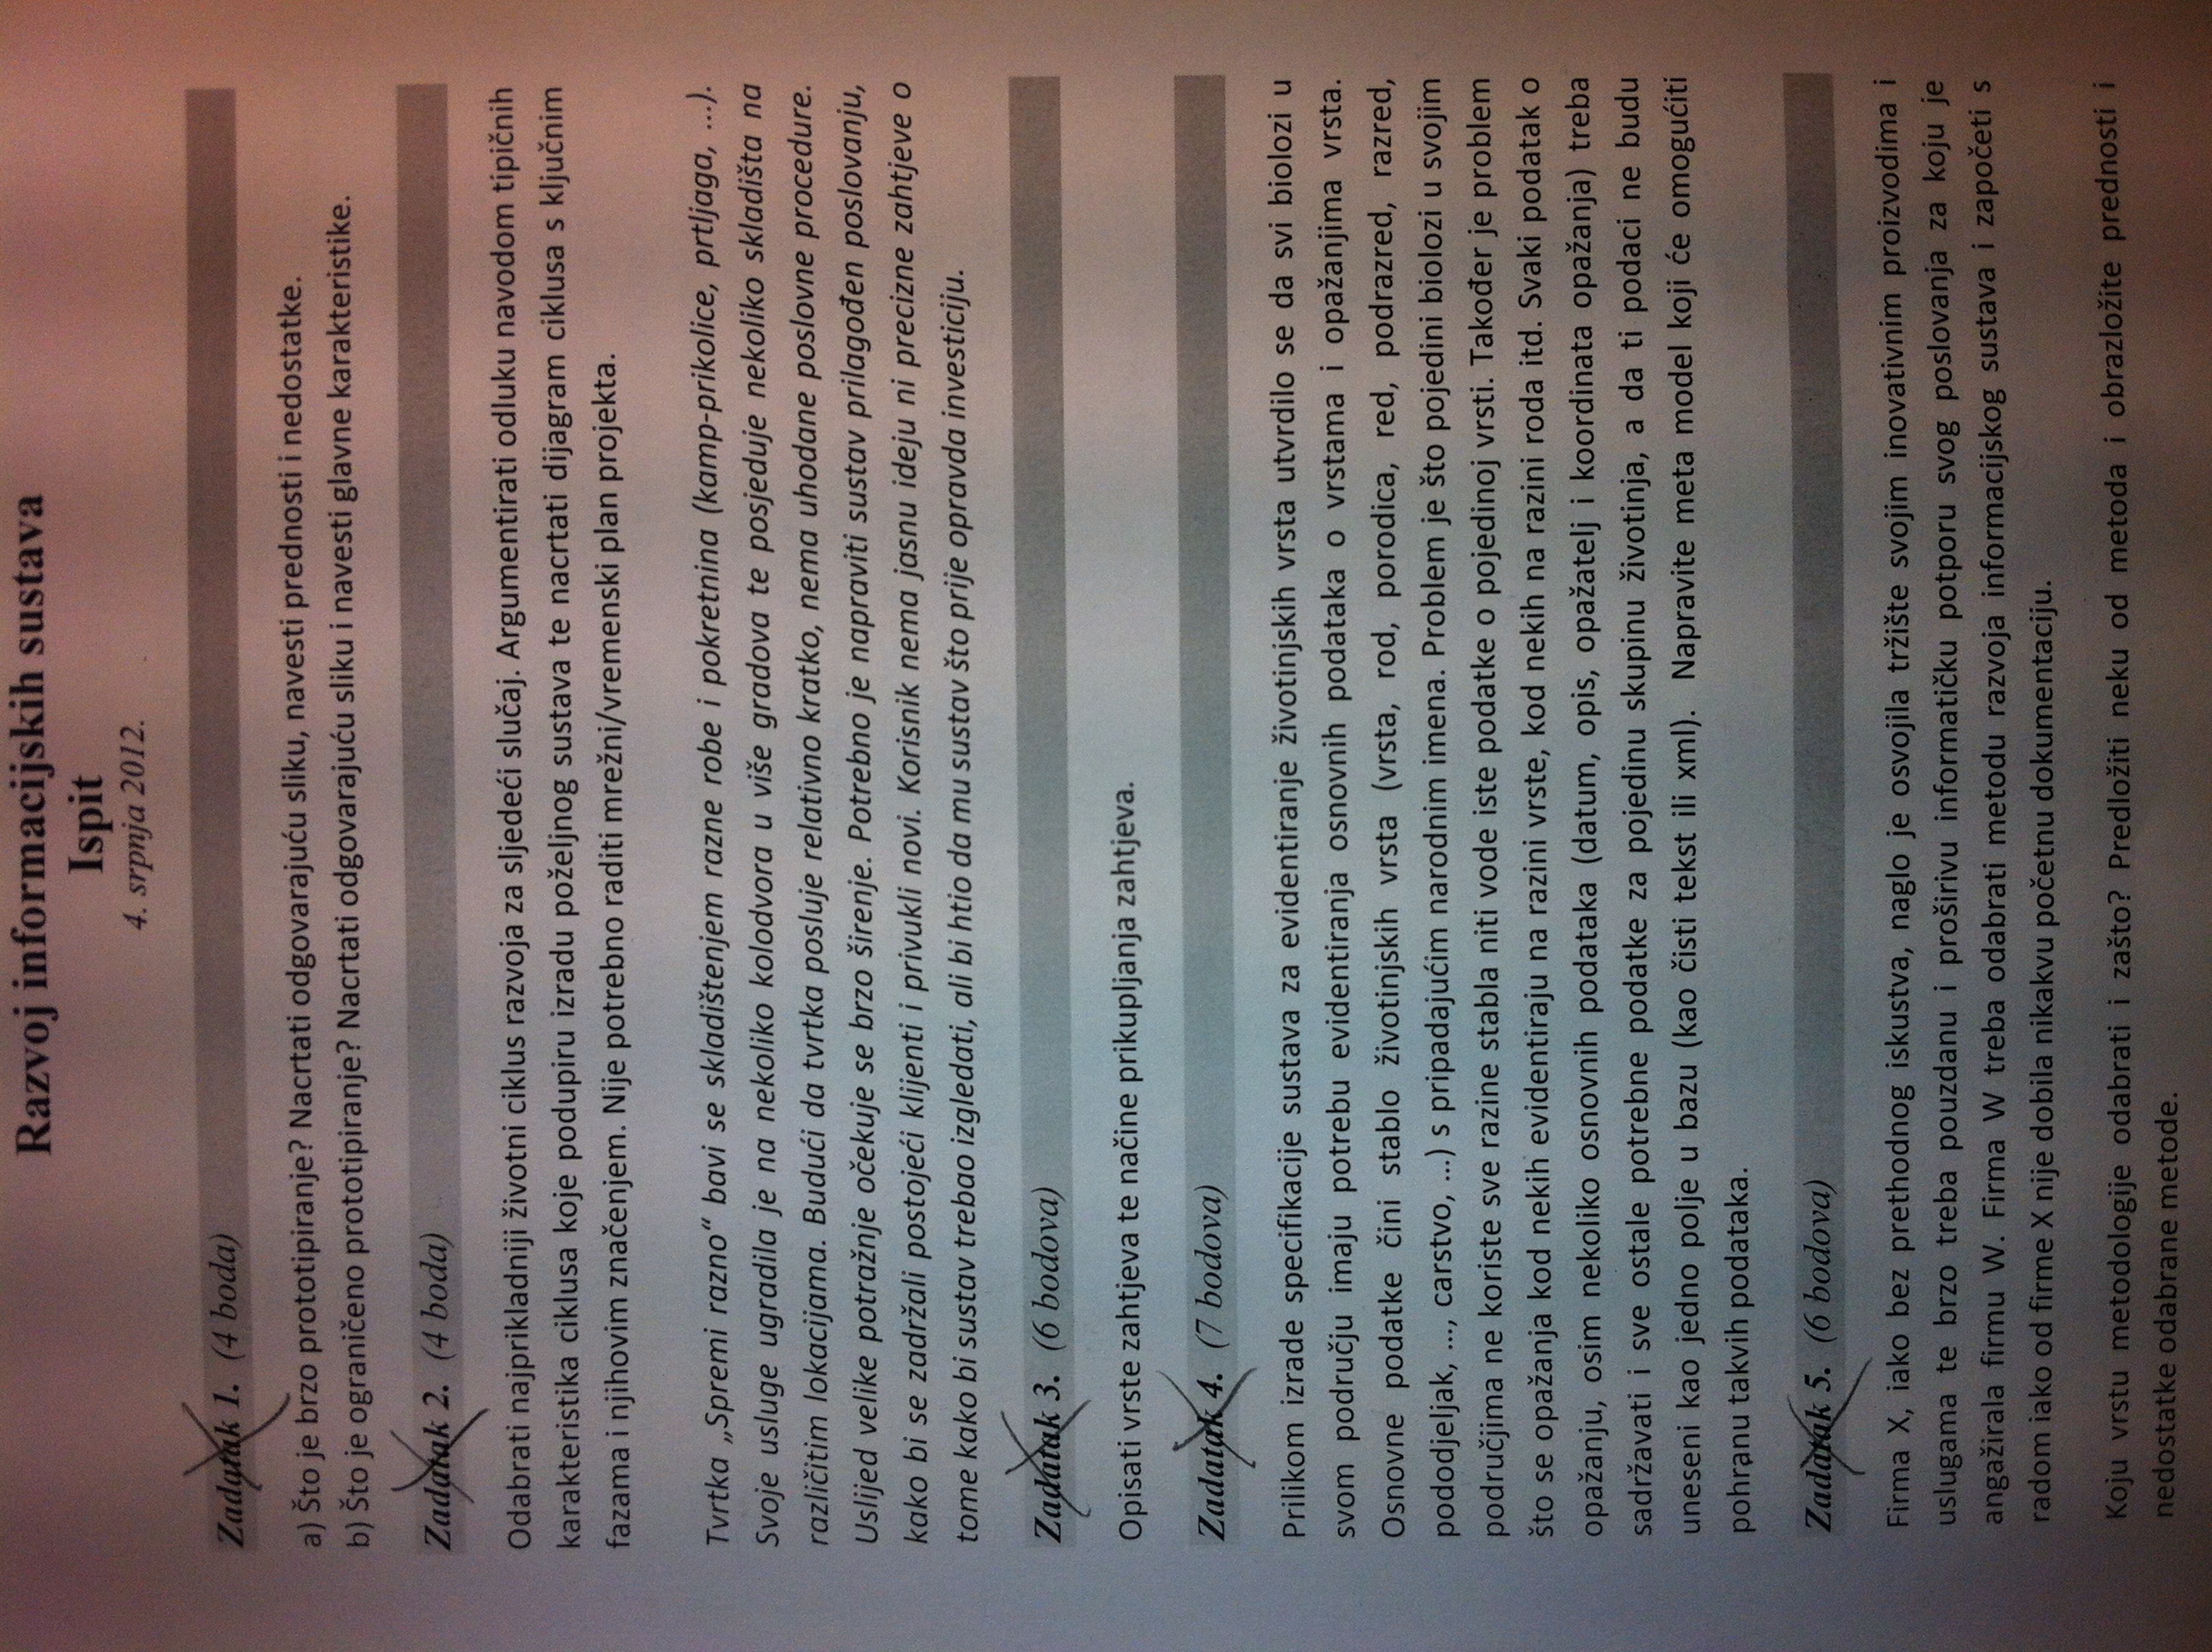 Razvoj informacijskih sustava
Ispit
4. srpnja 2012.
Zadatak 1. (4 boda)
a) Što je brzo prototipiranje? Nacrtati odgovarajuću sliku, navesti prednosti i nedostatke.
b) Što je ograničeno prototipiranje? Nacrtati odgovarajuću sliku i navesti glavne karakteristike.
Zadatak 2. (4 boda)
Odabrati najprikladniji životni ciklus razvoja za sljedeći slučaj. Argumentirati odluku navodom tipičnih
karakteristika ciklusa koje podupiru izradu poželjnog sustava te nacrtati dijagram ciklusa s ključnim
fazama i njihovim značenjem. Nije potrebno raditi mrežni/vremenski plan projekta.
Tvrtka „Spremi razno“ bavi se skladištenjem razne robe i pokretnina (kamp-prikolice, prtljaga, ...).
Svoje usluge ugradila je na nekoliko kolodvora u više gradova te posjeduje nekoliko skladišta na
različitim lokacijama. Budući da tvrtka posluje relativno kratko, nema uhodane poslovne procedure.
Uslijed velike potražnje očekuje se brzo širenje. Potrebno je napraviti sustav prilagođen poslovanju,
kako bi se zadržali postojeći klijenti i privukli novi. Korisnik nema jasnu ideju ni precizne zahtjeve o
tome kako bi sustav trebao izgledati, ali bi htio da mu sustav što prije opravda investiciju.
Zadatak 3. (6 bodova)
Opisati vrste zahtjeva te načine prikupljanja zahtjeva.
Zadatak 4. (7 bodova)
Prilikom izrade specifikacije sustava za evidentiranje životinjskih vrsta utvrdilo se da svi biolozi u
svom području imaju potrebu evidentiranja osnovnih podataka o vrstama i opažanjima vrsta.
Osnovne podatke čini stablo životinjskih vrsta (vrsta, rod, porodica, red, podrazred, razred,
pododjeljak, ..., carstvo, ...) s pripadajućim narodnim imena. Problem je što pojedini biolozi u svojim
područjima ne koriste sve razine stabla niti vode iste podatke o pojedinoj vrsti. Također je problem
što se opažanja kod nekih evidentiraju na razini vrste, kod nekih na razini roda itd. Svaki podatak o
opažanju, osim nekoliko osnovnih podataka (datum, opis, opažatelj i koordinata opažanja) treba
sadržavati i sve ostale potrebne podatke za pojedinu skupinu životinja, a da ti podaci ne budu
uneseni kao jedno polje u bazu (kao čisti tekst ili xml). Napravite meta model koji će omogućiti
pohranu takvih podataka.
Zadatak 5. (6 bodova)
Firma X, iako bez prethodnog iskustva, naglo je osvojila tržište svojim inovativnim proizvodima i
uslugama te brzo treba pouzdanu i proširivu informatičku potporu svog poslovanja za koju je
angažirala firmu W. Firma W treba odabrati metodu razvoja informacijskog sustava i započeti s
radom iako od firme X nije dobila nikakvu početnu dokumentaciju.
Koju vrstu metodologije odabrati i zašto? Predložiti neku od metoda i obrazložite prednosti i
nedostatke odabrane metode.